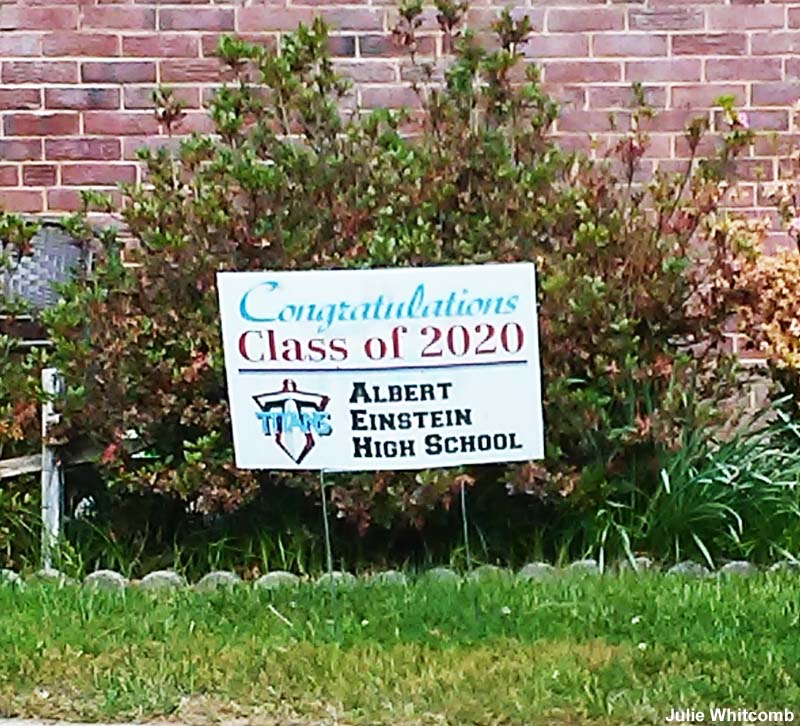 Congratulations
Class of 2020
TITANS
ALBERT
EINSTEIN
HIGH SCHOOL
Julie Whitcomb